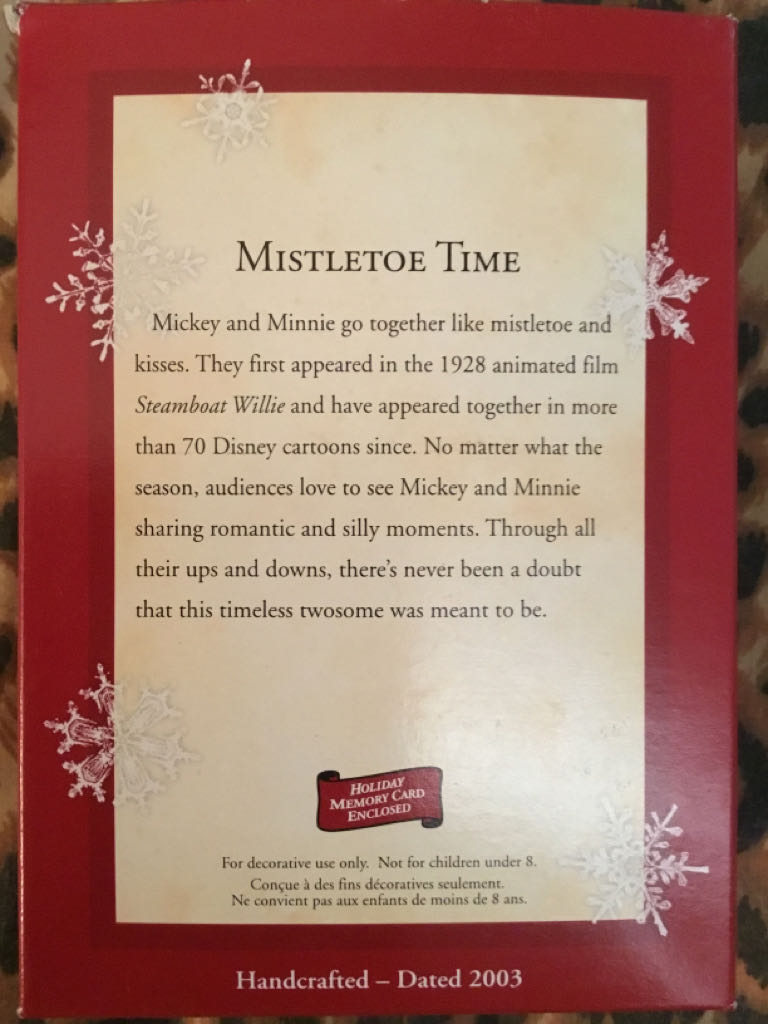 MISTLETOE TIME
Mickey and Minnie go together like mistletoe and
kisses. They first appeared in the 1928 animated film
Steamboat Willie and have appeared together in more
than 70 Disney cartoons since. No matter what the
season, audiences love to see Mickey and Minnie
sharing romantic and silly moments. Through all
their ups and downs, there's never been a doubt
that this timeless twosome was meant to be.
HOLIDAY
MEMORY CARD
ENCLOSED
For decorative use only. Not for children under 8.
Conçue à des fins décoratives seulement.
Ne convient pas aux enfants de moins de 8 ans.
Handcrafted – Dated 2003